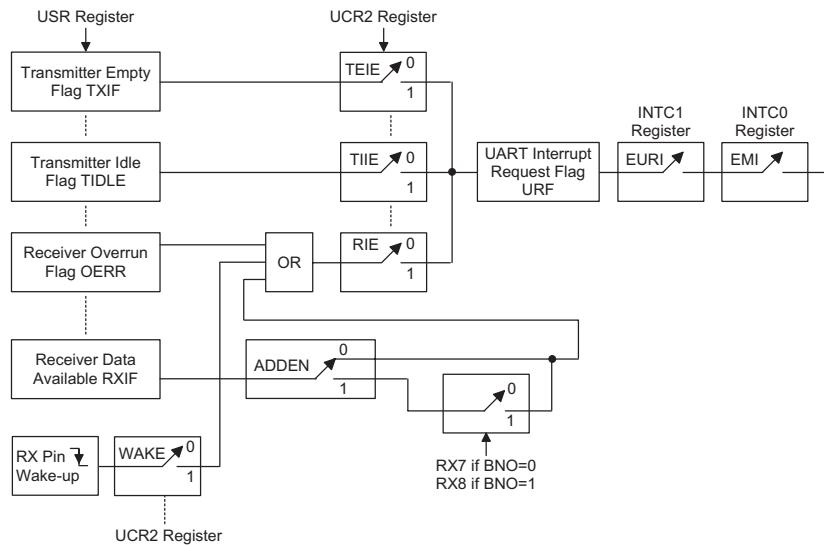 USR Register
UCR2 Register
Transmitter Empty
Flag TXIF
TEIE
0
1
INTC1
Register
INTC0
Register
Transmitter Idle
Flag TIDLE
TIIE
0
1
UART Interrupt
Request Flag
URF
EURI
EMI
Receiver Overrun
Flag OERR
OR
RIE
0
1
Receiver Data
Available RXIF
ADDEN
0
1
0
1
RX Pin
Wake-up
WAKE
0
1
RX7 if BNO=0
RX8 if BNO=1
UCR2 Register